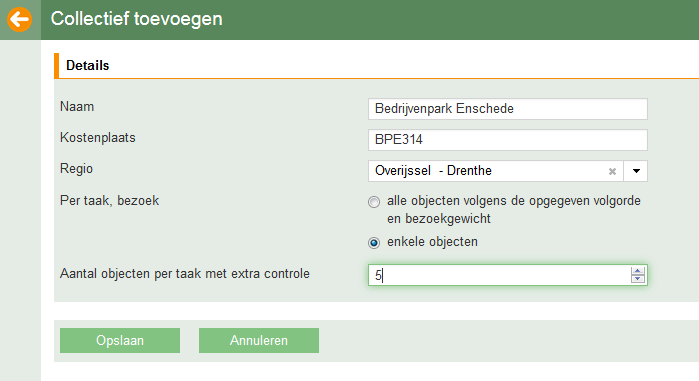 Collectief toevoegen
Details
Naam
Bedrijvenpark Enschede
Kostenplaats
BPE314
Regio
Overijssel - Drenthe
Per taak, bezoek
alle objecten volgens de opgegeven volgorde
en bezoekgewicht
enkele objecten
Aantal objecten per taak met extra controle
5
Opslaan
Annuleren